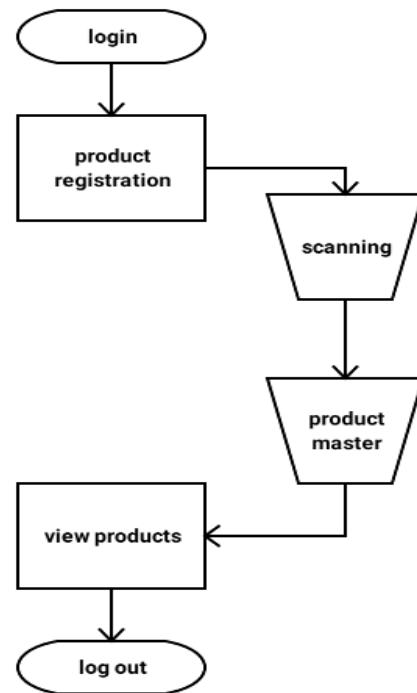 login
product
registration
scanning
product
master
view products
log out